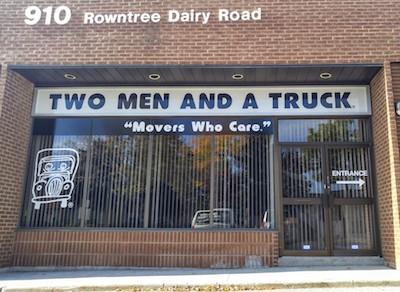 910 Rowntree Dairy Road
TWO MEN AND A TRUCK®
"Movers Who Care."
ENTRANCE
®